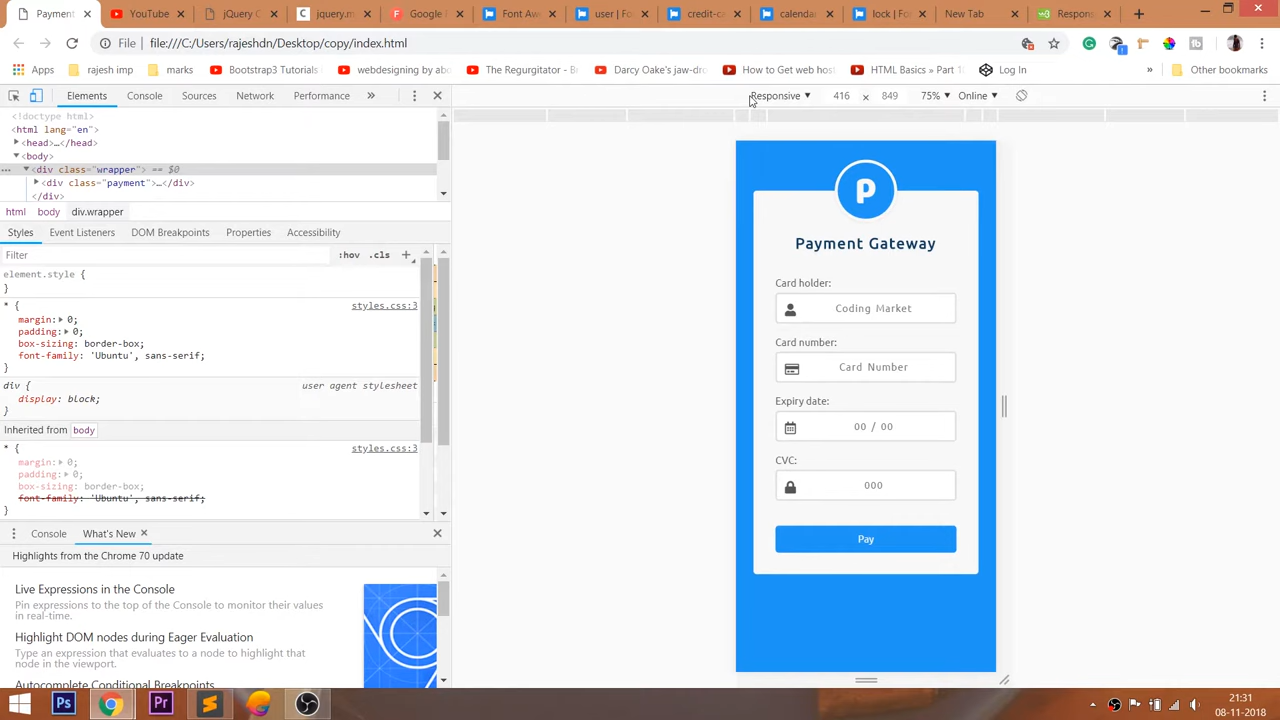 Payment
YouTube
jQuery C
jquery.m
Google F
Font Aw
user | Fo
credit-ca
calendar
lock | Fo
New Tab
Respons
File
file:///C:/Users/rajeshdn/Desktop/copy/index.html
Apps
rajesh imp
marks
Bootstrap3 Tutorials
webdesigning by abo
The Regurgitator - B
Darcy Oake's jaw-dro
How to Get web host
HTML Basics » Part 1
Log In
»
Other bookmarks
Elements
Console
Sources
Network
Performance
»
Responsive
416
x
849
75%
Online
<!doctype html>
<html lang="en">
<head>…</head>
<body>
<div class="wrapper"> == $0
<div class="payment">…</div>
</div>
html
body
div.wrapper
Styles
Event Listeners
DOM Breakpoints
Properties
Accessibility
Filter
:hov
.cls
+
element.style {
}
* {
styles.css:3
margin: 0;
padding: 0;
box-sizing: border-box;
font-family: 'Ubuntu', sans-serif;
}
div {
user agent stylesheet
display: block;
}
Inherited from body
* {
styles.css:3
margin: 0;
padding: 0;
box-sizing: border-box;
font-family: 'Ubuntu', sans-serif;
}
Console
What's New
Highlights from the Chrome 70 update
Live Expressions in the Console
Pin expressions to the top of the Console to monitor their values
in real-time.
Highlight DOM nodes during Eager Evaluation
Type an expression that evaluates to a node to highlight that
node in the viewport.
Autocomplete Conditional Breakpoints
P
Payment Gateway
Card holder:
Coding Market
Card number:
Card Number
Expiry date:
00 / 00
CVC:
000
Pay
Ps
Pr
21:31
08-11-2018